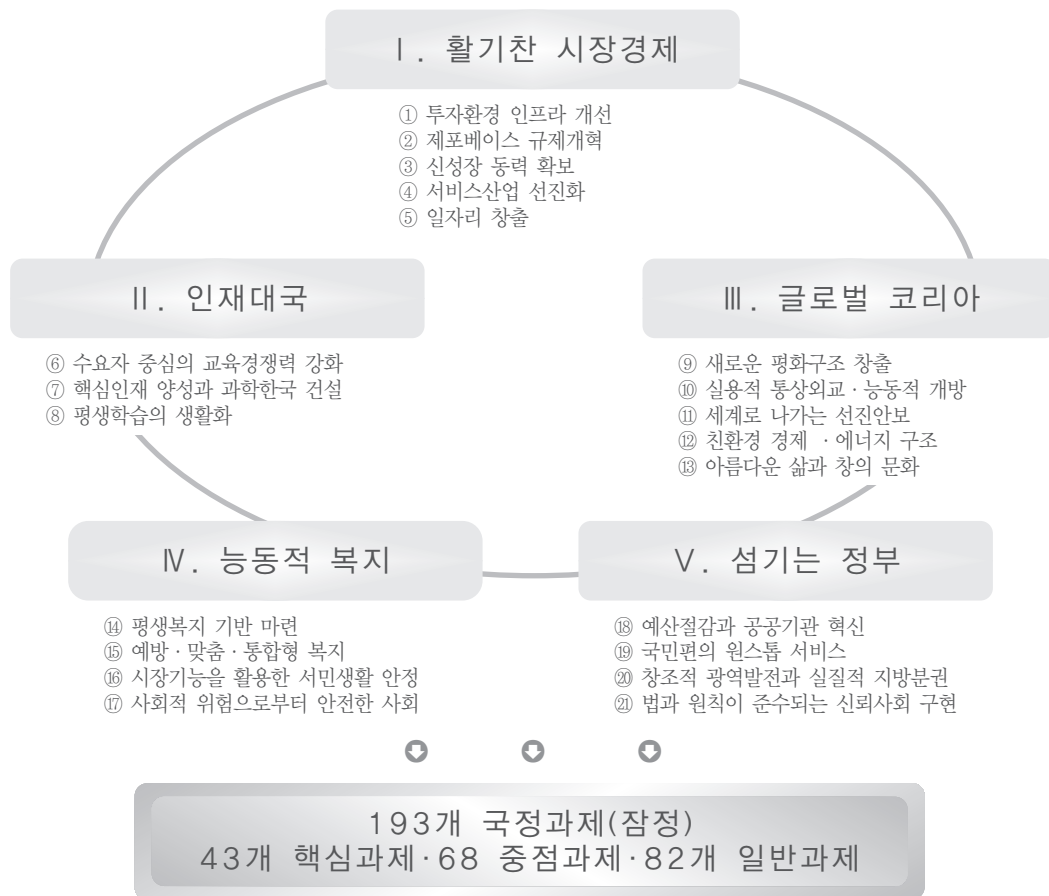 Ⅰ. 활기찬 시장경제
① 투자환경 인프라 개선
② 제포베이스 규제개혁
③ 신성장 동력 확보
④ 서비스산업 선진화
⑤ 일자리 창출
Ⅱ. 인재대국
⑥ 수요자 중심의 교육경쟁력 강화
⑦ 핵심인재 양성과 과학한국 건설
⑧ 평생학습의 생활화
Ⅲ. 글로벌 코리아
⑨ 새로운 평화구조 창출
⑩ 실용적 통상외교·능동적 개방
⑪ 세계로 나가는 선진안보
⑫ 친환경 경제 ·에너지 구조
⑬ 아름다운 삶과 창의 문화
Ⅳ. 능동적 복지
⑭ 평생복지 기반 마련
⑮ 예방·맞춤·통합형 복지
⑯ 시장기능을 활용한 서민생활 안정
⑰ 사회적 위험으로부터 안전한 사회
Ⅴ. 섬기는 정부
⑱ 예산절감과 공공기관 혁신
⑲ 국민편의 원스톱 서비스
⑳ 창조적 광역발전과 실질적 지방분권
㉑ 법과 원칙이 준수되는 신뢰사회 구현
193개 국정과제(잠정)
43개 핵심과제·68 중점과제·82개 일반과제